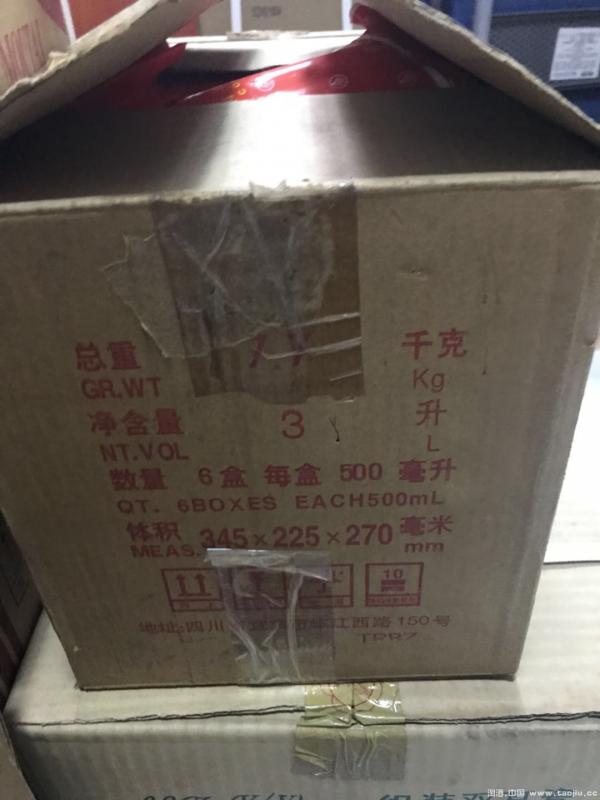 总重 千克
GR.WT Kg
净含量 3 升
NT.VOL L
数量 6盒 每盒 500 毫升
QT. 6BOXES EACH500mL
体积 345×225×270 毫米
MEAS. mm
10
地址:四川 江西路150号
淘酒.中国 www.taojiu.cc